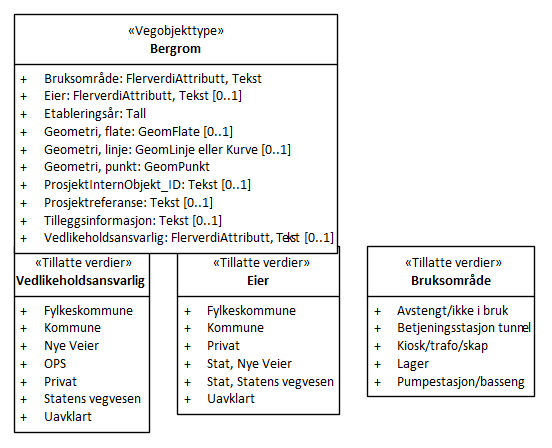 «Vegobjekttype»
Bergrom
+ Bruksområde: FlerverdiAttributt, Tekst
+ Eier: FlerverdiAttributt, Tekst [0..1]
+ Etableringsår: Tall
+ Geometri, flate: GeomFlate [0..1]
+ Geometri, linje: GeomLinje eller Kurve [0..1]
+ Geometri, punkt: GeomPunkt
+ ProsjektInternObjekt_ID: Tekst [0..1]
+ Prosjektreferanse: Tekst [0..1]
+ Tilleggsinformasjon: Tekst [0..1]
+ Vedlikeholdsansvarlig: FlerverdiAttributt, Tekst [0..1]
«Tillatte verdier»
Vedlikeholdsansvarlig
+ Fylkeskommune
+ Kommune
+ Nye Veier
+ OPS
+ Privat
+ Statens vegvesen
+ Uavklart
«Tillatte verdier»
Eier
+ Fylkeskommune
+ Kommune
+ Privat
+ Stat, Nye Veier
+ Stat, Statens vegvesen
+ Uavklart
«Tillatte verdier»
Bruksområde
+ Avstengt/ikke i bruk
+ Betjeningsstasjon tunnel
+ Kiosk/trafo/skap
+ Lager
+ Pumpestasjon/basseng